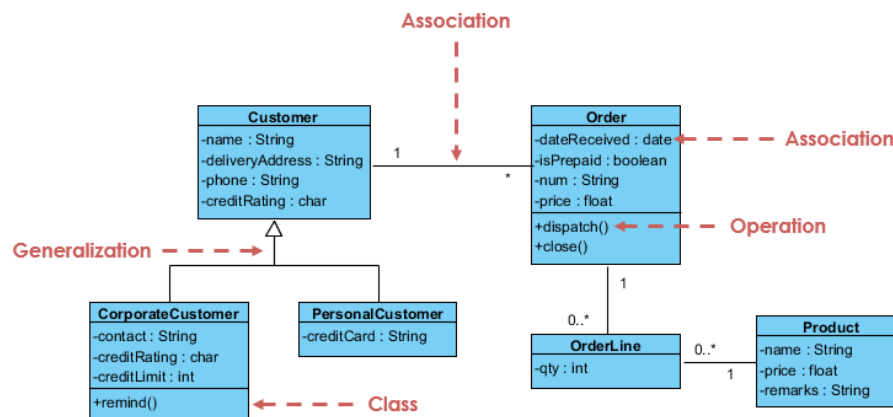 Association
Customer
-name : String
-deliveryAddress : String
-phone : String
-creditRating : char
1
*
Order
-dateReceived : date
-isPrepaid : boolean
-num : String
-price : float
+dispatch()
+close()
Association
Operation
Generalization
CorporateCustomer
-contact : String
-creditRating : char
-creditLimit : int
+remind()
Class
PersonalCustomer
-creditCard : String
1
0..*
OrderLine
-qty : int
0..*
1
Product
-name : String
-price : float
-remarks : String